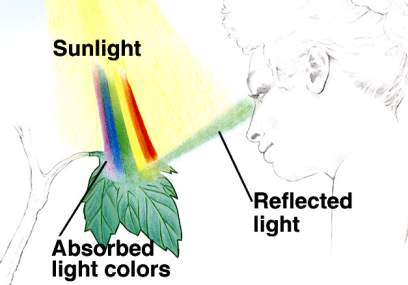 Sunlight
Reflected
light
Absorbed
light colors